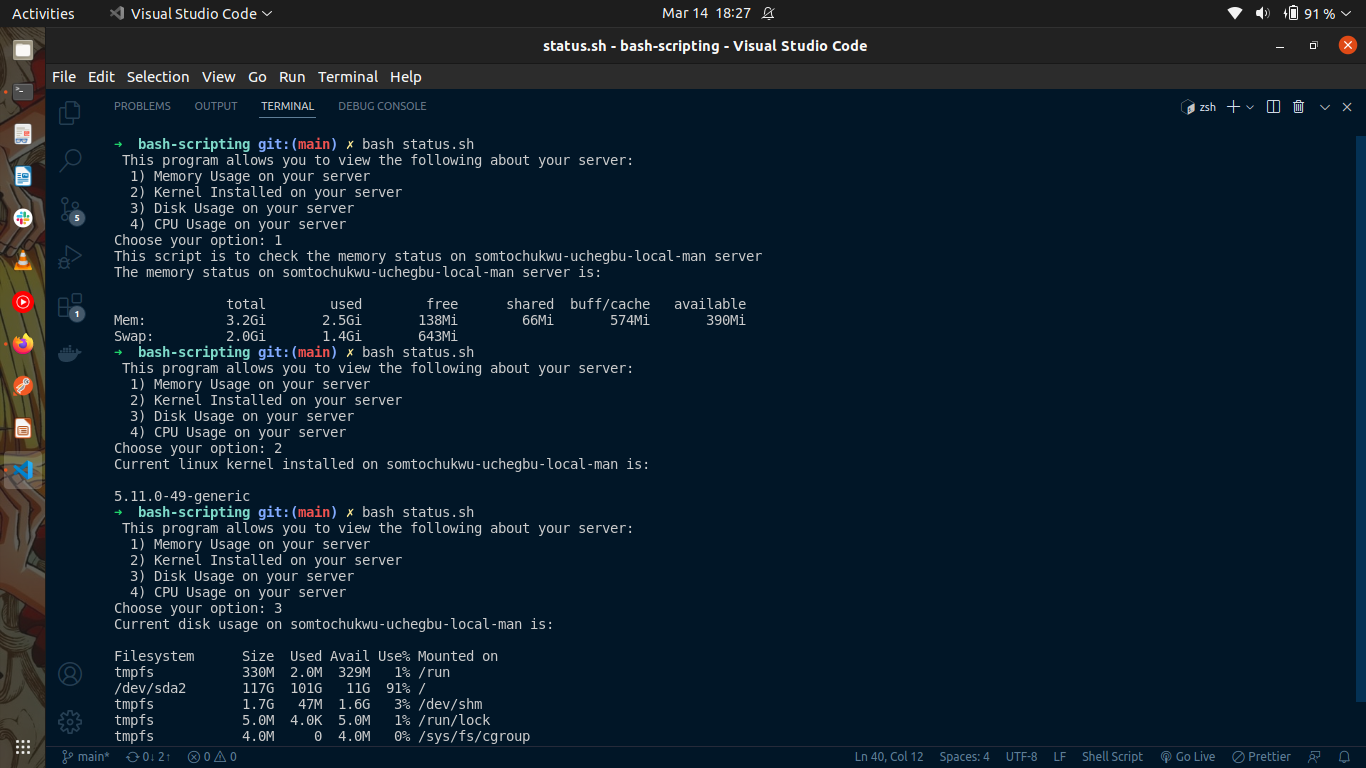 Activities Visual Studio Code Mar 14 18:27 91 %
status.sh - bash-scripting - Visual Studio Code
File Edit Selection View Go Run Terminal Help
PROBLEMS OUTPUT TERMINAL DEBUG CONSOLE zsh
➜  bash-scripting git:(main) ✗ bash status.sh
 This program allows you to view the following about your server:
  1) Memory Usage on your server
  2) Kernel Installed on your server
  3) Disk Usage on your server
  4) CPU Usage on your server
Choose your option: 1
This script is to check the memory status on somtochukwu-uchegbu-local-man server
The memory status on somtochukwu-uchegbu-local-man server is:
              total        used        free      shared  buff/cache   available
Mem:          3.2Gi       2.5Gi       138Mi        66Mi       574Mi       390Mi
Swap:         2.0Gi       1.4Gi       643Mi
➜  bash-scripting git:(main) ✗ bash status.sh
 This program allows you to view the following about your server:
  1) Memory Usage on your server
  2) Kernel Installed on your server
  3) Disk Usage on your server
  4) CPU Usage on your server
Choose your option: 2
Current linux kernel installed on somtochukwu-uchegbu-local-man is:
5.11.0-49-generic
➜  bash-scripting git:(main) ✗ bash status.sh
 This program allows you to view the following about your server:
  1) Memory Usage on your server
  2) Kernel Installed on your server
  3) Disk Usage on your server
  4) CPU Usage on your server
Choose your option: 3
Current disk usage on somtochukwu-uchegbu-local-man is:
Filesystem      Size  Used Avail Use% Mounted on
tmpfs           330M  2.0M  329M   1% /run
/dev/sda2       117G  101G   11G  91% /
tmpfs           1.7G   47M  1.6G   3% /dev/shm
tmpfs           5.0M  4.0K  5.0M   1% /run/lock
tmpfs           4.0M     0  4.0M   0% /sys/fs/cgroup
5
1
main* 0↓ 2↑ 0 0 Ln 40, Col 12 Spaces: 4 UTF-8 LF Shell Script Go Live Prettier